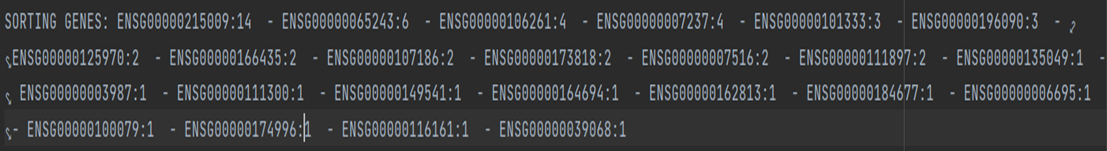 SORTING GENES: ENSG00000215009:14 - ENSG00000065243:6 - ENSG00000106261:4 - ENSG00000007237:4 - ENSG00000101333:3 - ENSG00000196090:3 -
ENSG00000125970:2 - ENSG00000166435:2 - ENSG00000107186:2 - ENSG00000173818:2 - ENSG00000007516:2 - ENSG00000111897:2 - ENSG00000135049:1 -
ENSG00000003987:1 - ENSG00000111300:1 - ENSG00000149541:1 - ENSG00000164694:1 - ENSG00000162813:1 - ENSG00000184677:1 - ENSG00000006695:1
- ENSG00000100079:1 - ENSG00000174996:1 - ENSG00000116161:1 - ENSG00000039068:1